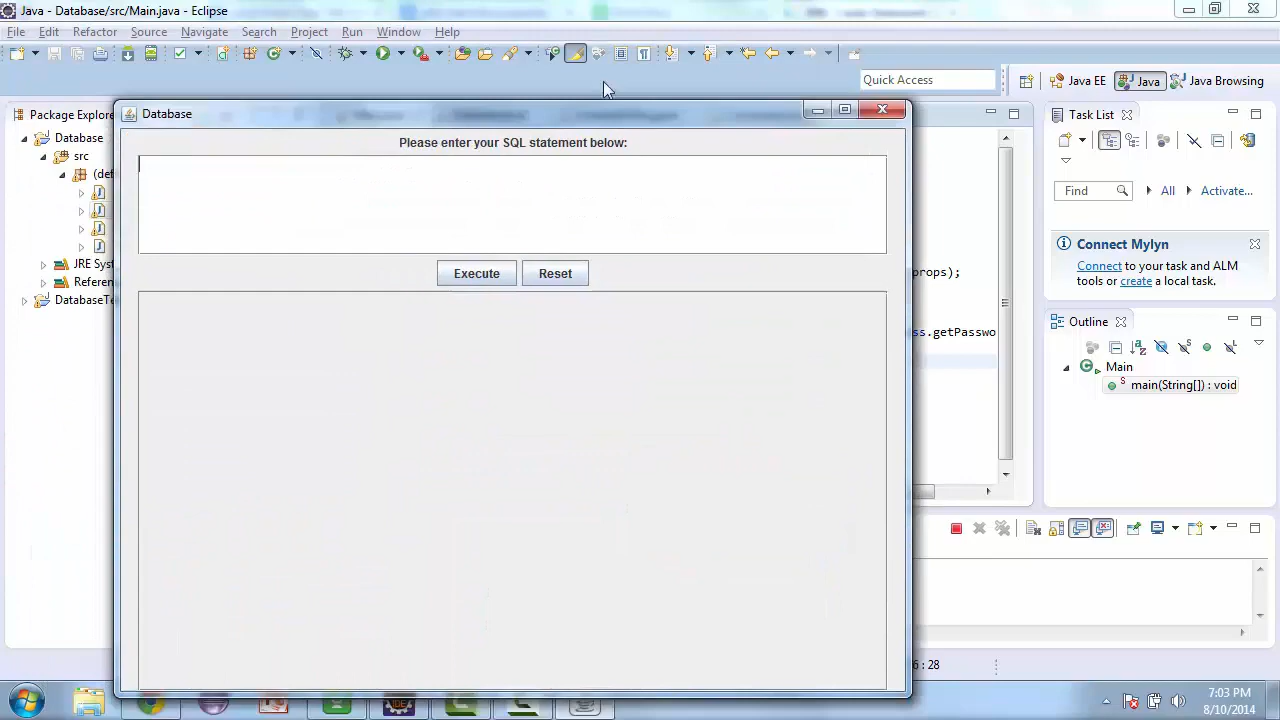 Java - Database/src/Main.java - Eclipse
File Edit Refactor Source Navigate Search Project Run Window Help
Quick Access
Java EE
Java
Java Browsing
Package Explore
Database
src
(def
JRE Sys
Referen
DatabaseTe
Database
Please enter your SQL statement below:
Execute
Reset
props);
ss.getPasswo
Task List
Find
All
Activate...
Connect Mylyn
Connect to your task and ALM
tools or create a local task.
Outline
Main
main(String[]) : void
6 : 28
7:03 PM
8/10/2014